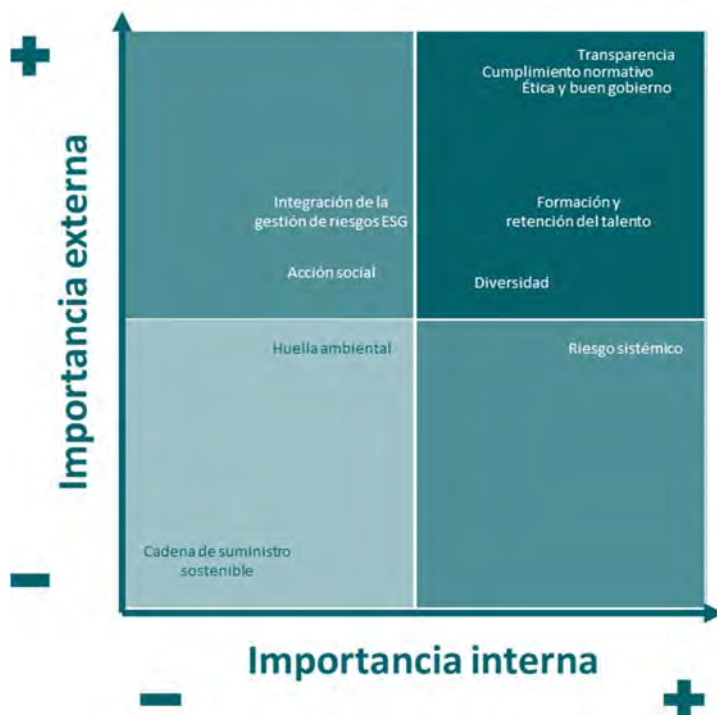 +
Importancia externa
Transparencia
Cumplimiento normativo
Ética y buen gobierno
Integración de la
gestión de riesgos ESG
Formación y
retención del talento
Acción social
Diversidad
Huella ambiental
Riesgo sistémico
Cadena de suministro
sostenible
−
Importancia interna
−
+